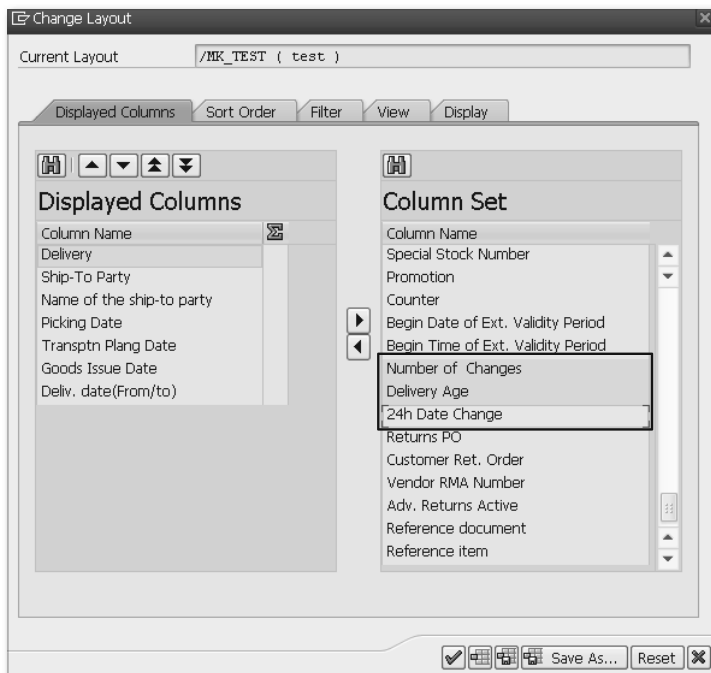 Change Layout
Current Layout /MK_TEST ( test )
Displayed Columns Sort Order Filter View Display
Displayed Columns
Column Name
Delivery
Ship-To Party
Name of the ship-to party
Picking Date
Transptn Plang Date
Goods Issue Date
Deliv. date(From/to)
Column Set
Column Name
Special Stock Number
Promotion
Counter
Begin Date of Ext. Validity Period
Begin Time of Ext. Validity Period
Number of  Changes
Delivery Age
24h Date Change
Returns PO
Customer Ret. Order
Vendor RMA Number
Adv. Returns Active
Reference document
Reference item
Save As... Reset